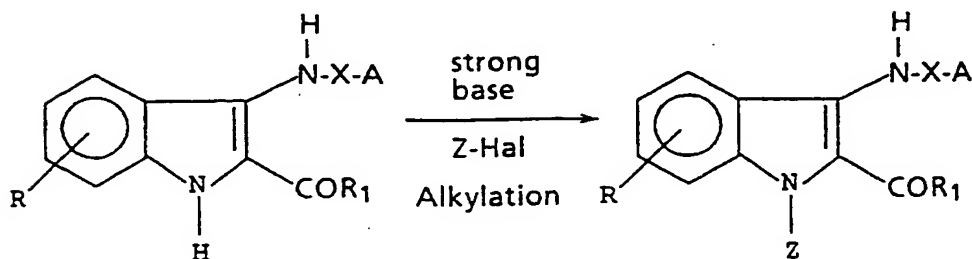 H
N-X-A
R
N
H
COR1
strong
base
Z-Hal
Alkylation
H
N-X-A
R
N
Z
COR1